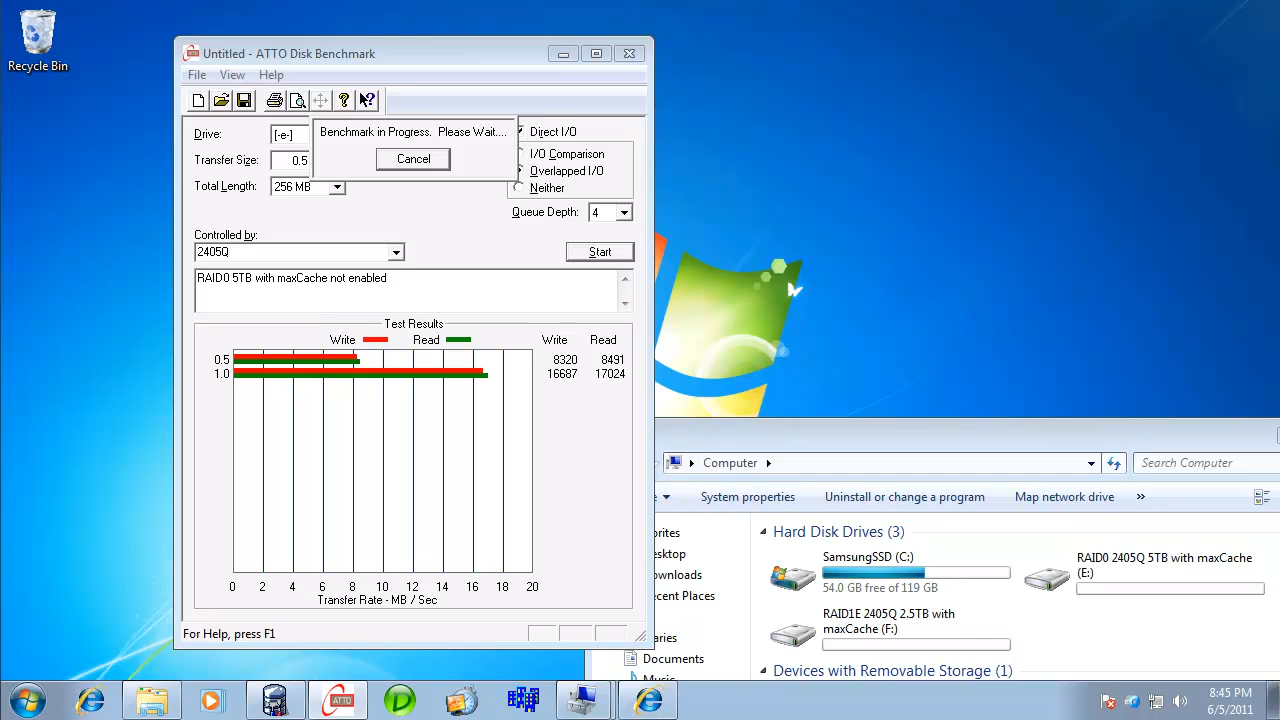 Recycle Bin
Untitled - ATTO Disk Benchmark
File View Help
Drive: [-e-]
Benchmark in Progress. Please Wait....
Cancel
Direct I/O
Transfer Size: 0.5
I/O Comparison
Overlapped I/O
Neither
Total Length: 256 MB
Queue Depth: 4
Controlled by:
2405Q
Start
RAID0 5TB with maxCache not enabled
Test Results
Write Read Write Read
0.5 8320 8491
1.0 16687 17024
0 2 4 6 8 10 12 14 16 18 20
Transfer Rate - MB / Sec
For Help, press F1
Computer
Search Computer
System properties Uninstall or change a program Map network drive »
Hard Disk Drives (3)
SamsungSSD (C:)
54.0 GB free of 119 GB
RAID0 2405Q 5TB with maxCache
(E:)
RAID1E 2405Q 2.5TB with
maxCache (F:)
Devices with Removable Storage (1)
orites
esktop
ownloads
ecent Places
aries
Documents
ATTO
8:45 PM
6/5/2011